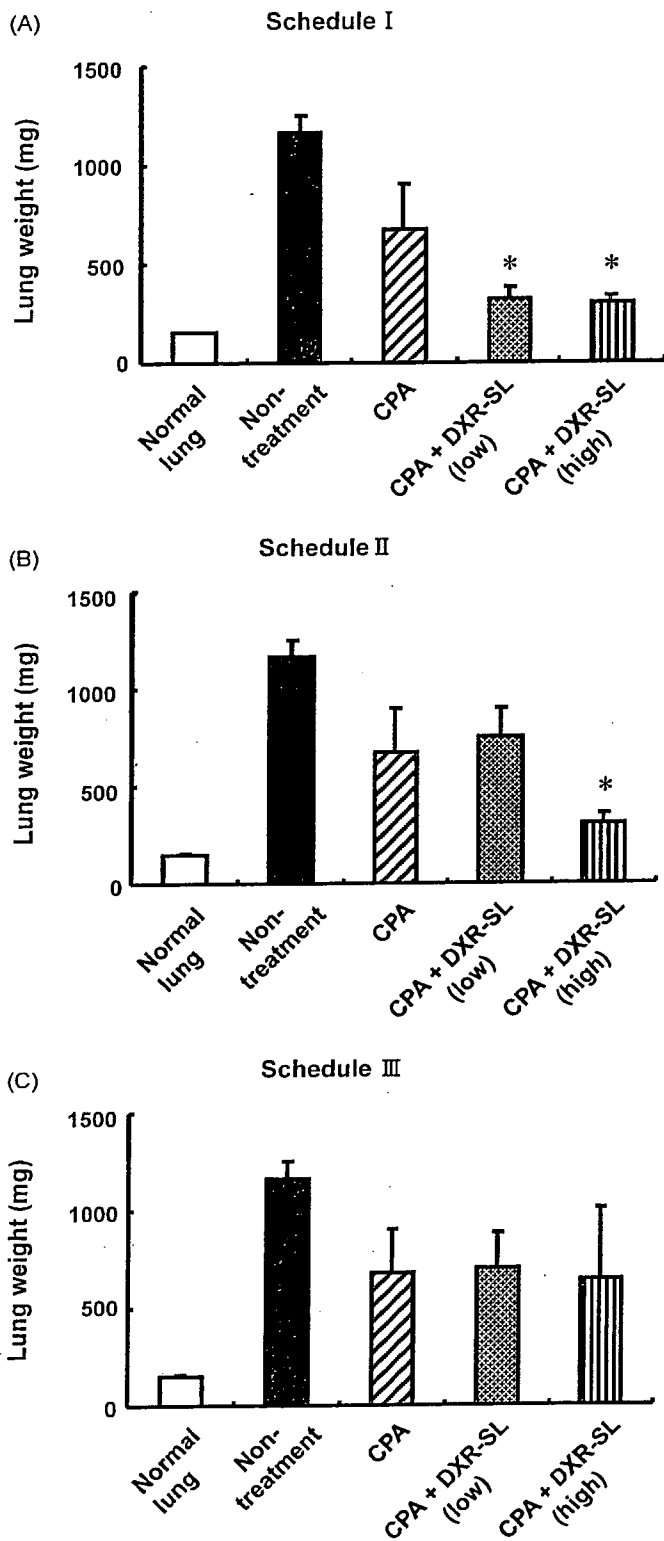 (A)
Schedule I
Lung weight (mg)
1500
1000
500
0
*
*
Normal
lung
Non-
treatment
CPA
CPA + DXR-SL
(low)
CPA + DXR-SL
(high)
(B)
Schedule II
Lung weight (mg)
1500
1000
500
0
*
Normal
lung
Non-
treatment
CPA
CPA + DXR-SL
(low)
CPA + DXR-SL
(high)
(C)
Schedule III
Lung weight (mg)
1500
1000
500
0
Normal
lung
Non-
treatment
CPA
CPA + DXR-SL
(low)
CPA + DXR-SL
(high)